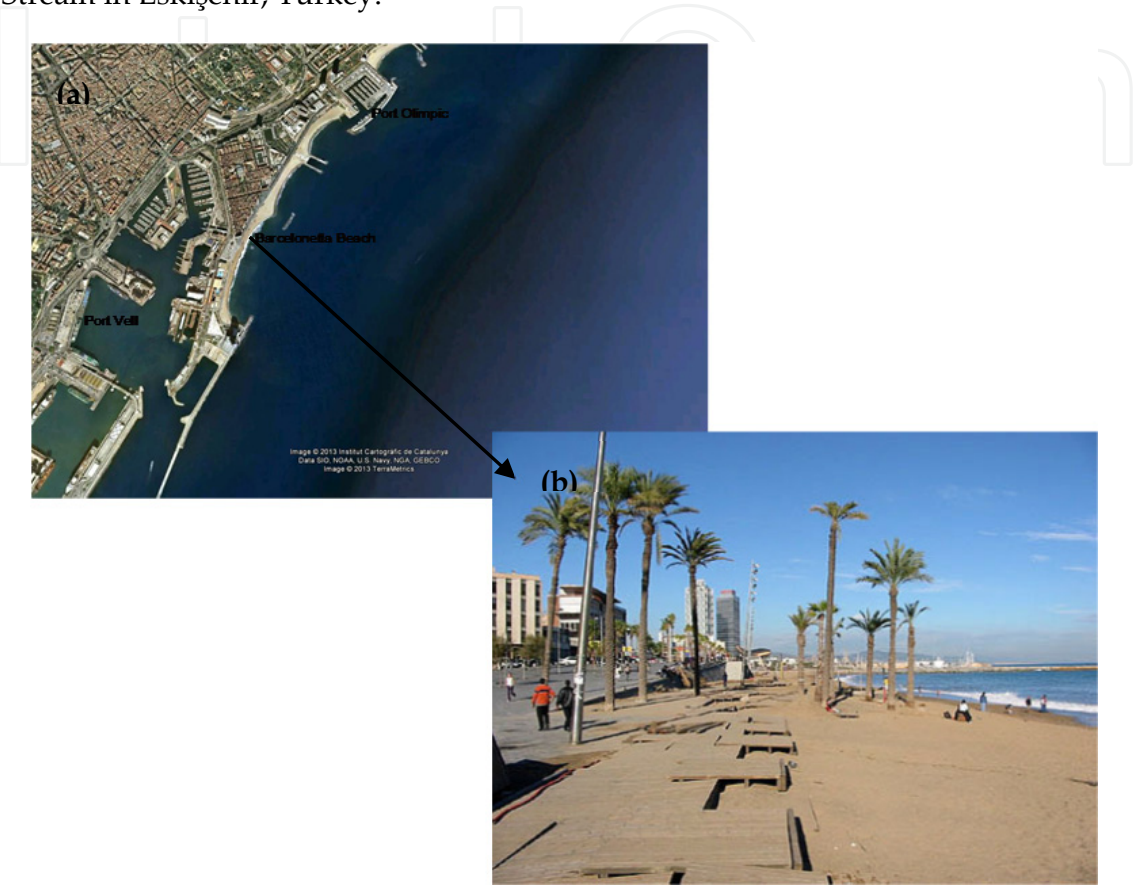 Stream in Eskişehir, Turkey.
(a)
Port Olimpic
Barcelonetta Beach
Port Vell
Image © 2013 Institut Cartogràfic de Catalunya
Data SIO, NOAA, U.S. Navy, NGA, GEBCO
Image © 2013 TerraMetrics
(b)